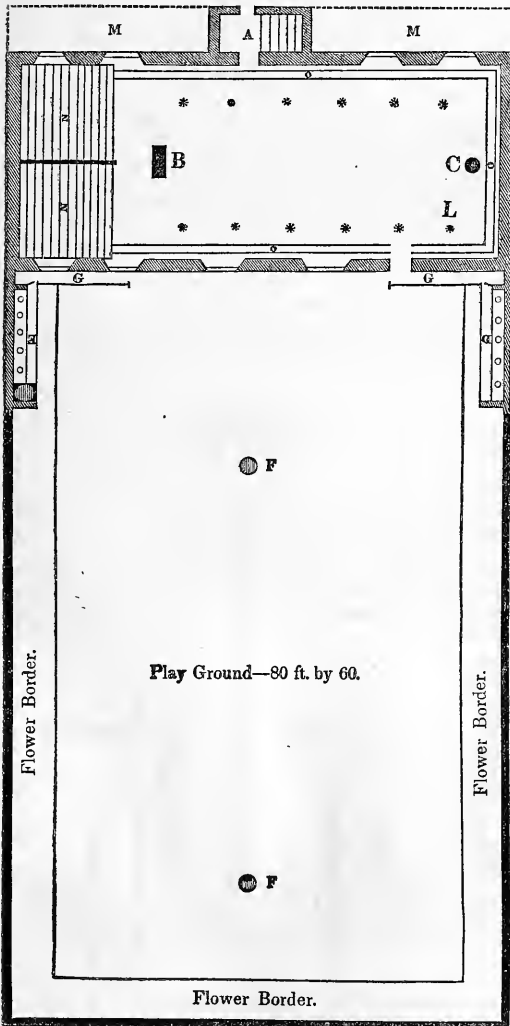 M A M
O
N
B C O
N
L
O
G G
G
F
Play Ground—80 ft. by 60.
Flower Border. Flower Border.
F
Flower Border.